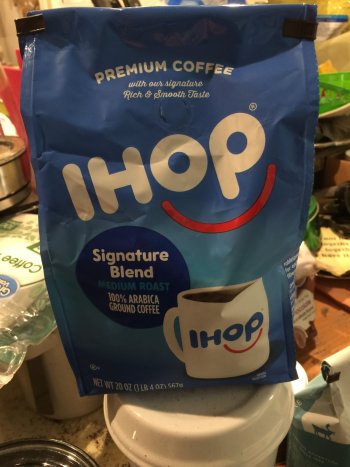 PREMIUM COFFEE
with our signature
Rich & Smooth Taste
IHOP®
Signature
Blend
MEDIUM ROAST
100% ARABICA
GROUND COFFEE
IHOP
NET WT 20 OZ (1 LB 4 OZ) 567g
Coffee